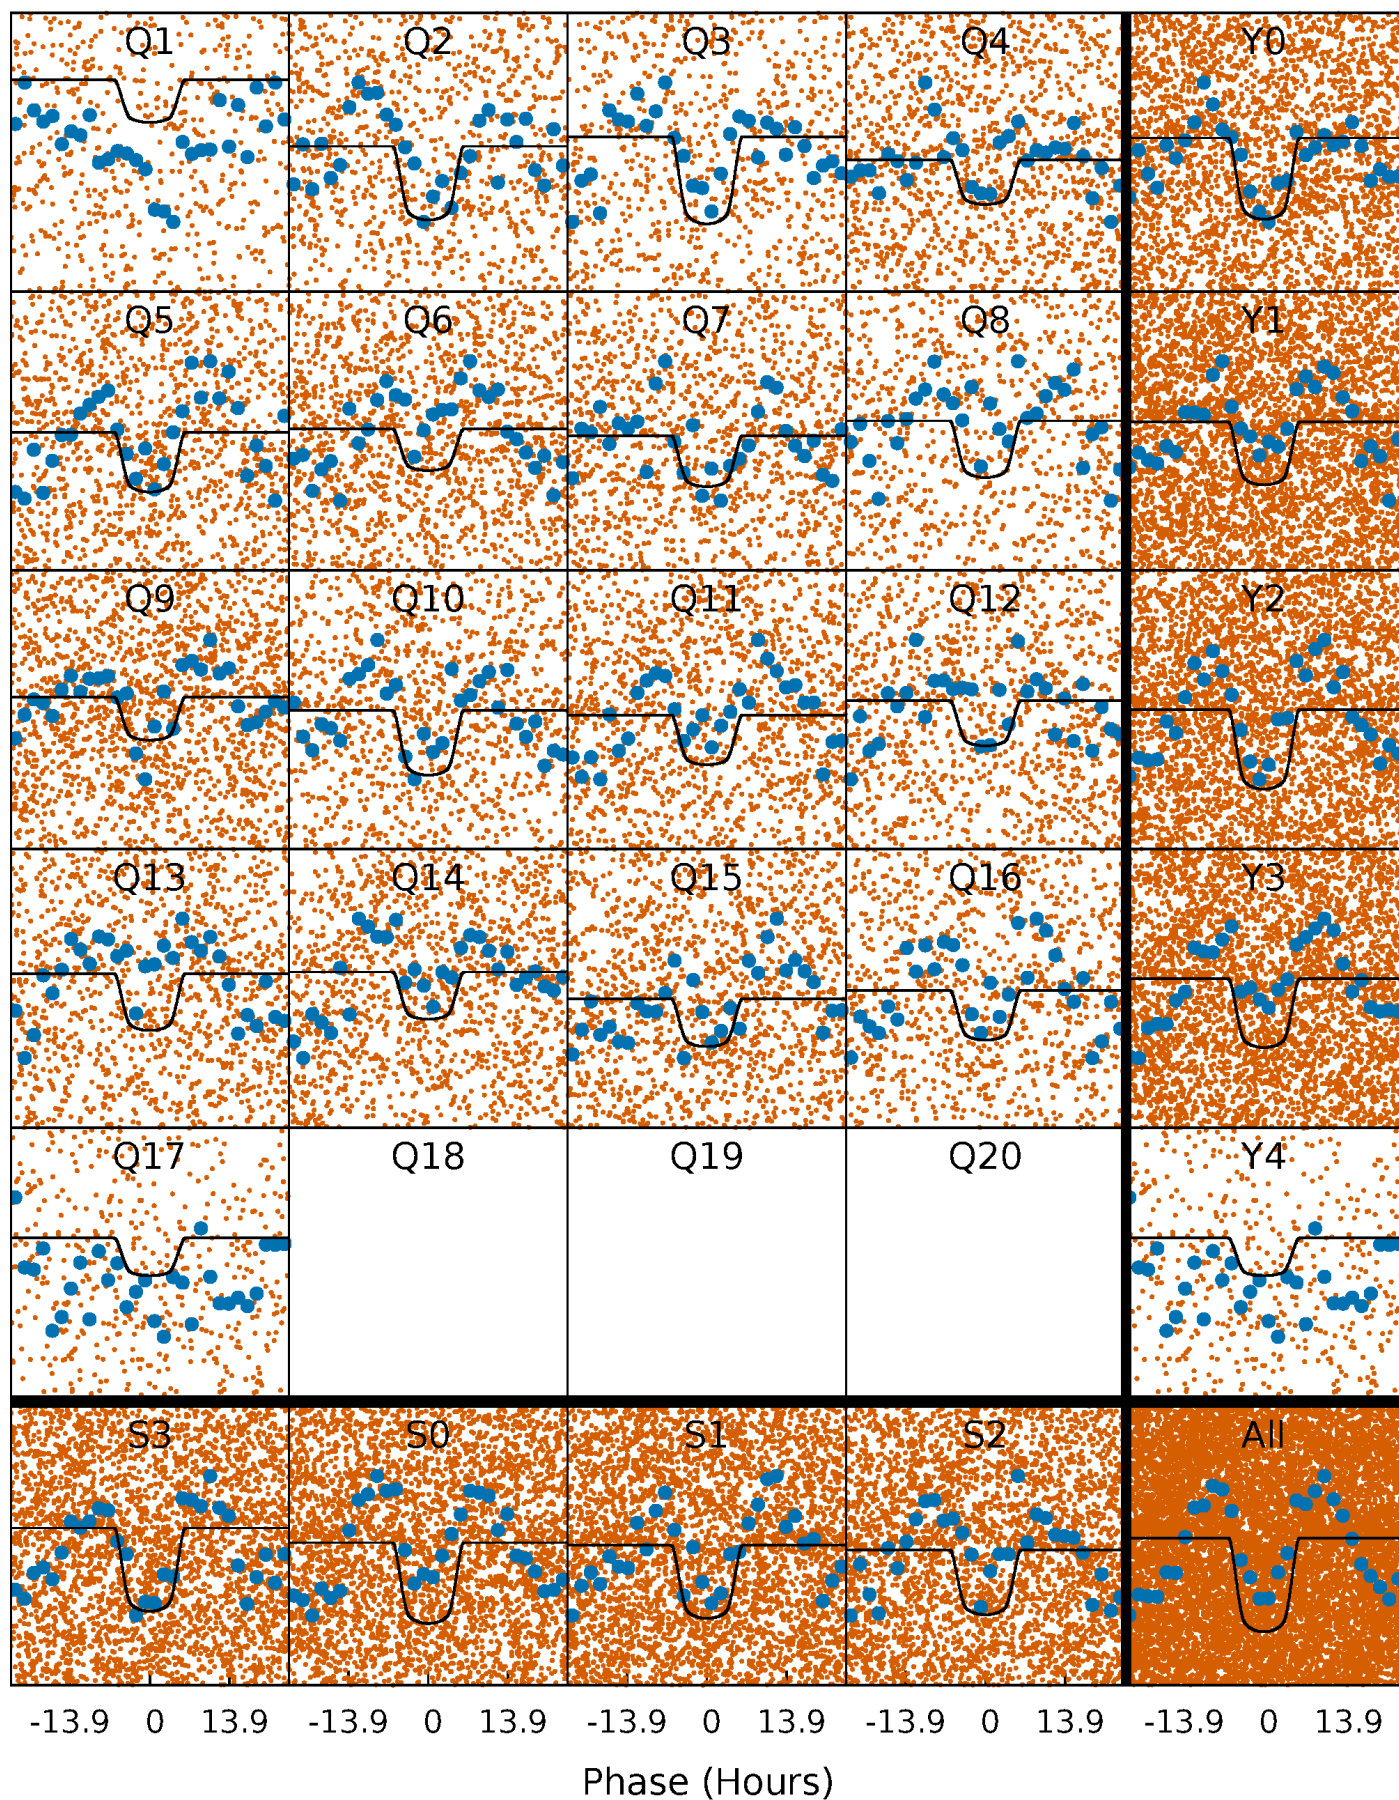 Q1 Q2 Q3 Q4 Y0
Q5 Q6 Q7 Q8 Y1
Q9 Q10 Q11 Q12 Y2
Q13 Q14 Q15 Q16 Y3
Q17 Q18 Q19 Q20 Y4
S3 S0 S1 S2 All
-13.9 0 13.9 -13.9 0 13.9 -13.9 0 13.9 -13.9 0 13.9 -13.9 0 13.9
Phase (Hours)